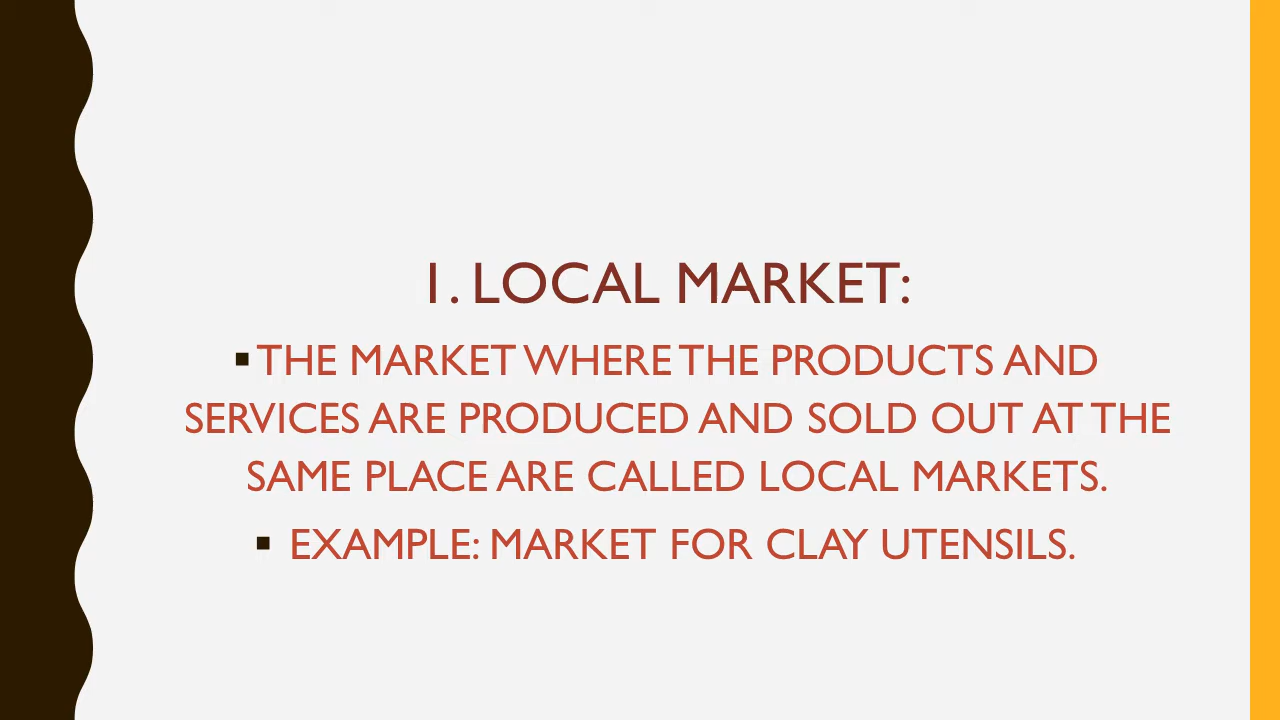 1. LOCAL MARKET:
▪THE MARKET WHERE THE PRODUCTS AND
SERVICES ARE PRODUCED AND SOLD OUT AT THE
SAME PLACE ARE CALLED LOCAL MARKETS.
▪ EXAMPLE: MARKET FOR CLAY UTENSILS.